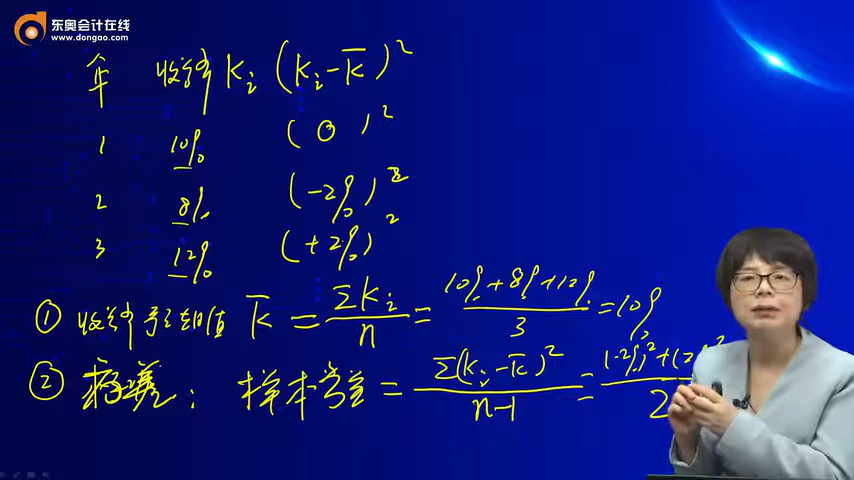 东奥会计在线
www.dongao.com
年 收益率 Ki (Ki-K̄)²
1 10% (0)²
2 8% (-2%)²
3 12% (+2%)²
① 收益率预期值 K̄ = ΣKi/n = 10%+8%+12%/3 = 10%
② 样本方差 = Σ(Ki-K̄)²/n-1 = (-2%)²+(2%)²/2